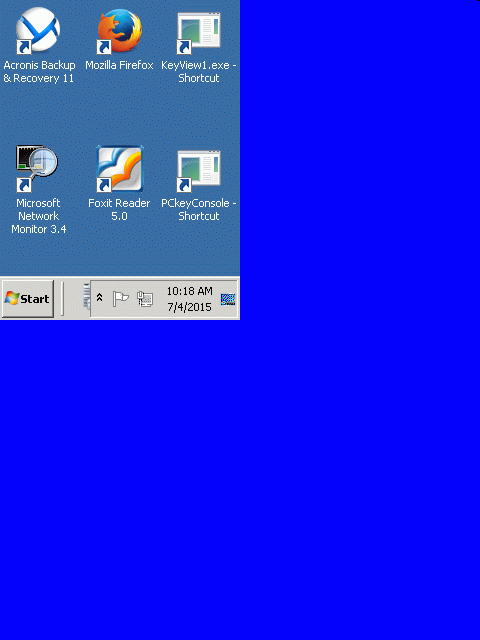 Acronis Backup
& Recovery 11
Mozilla Firefox
KeyView1.exe -
Shortcut
Microsoft
Network
Monitor 3.4
Foxit Reader
5.0
PCkeyConsole -
Shortcut
Start
10:18 AM
7/4/2015